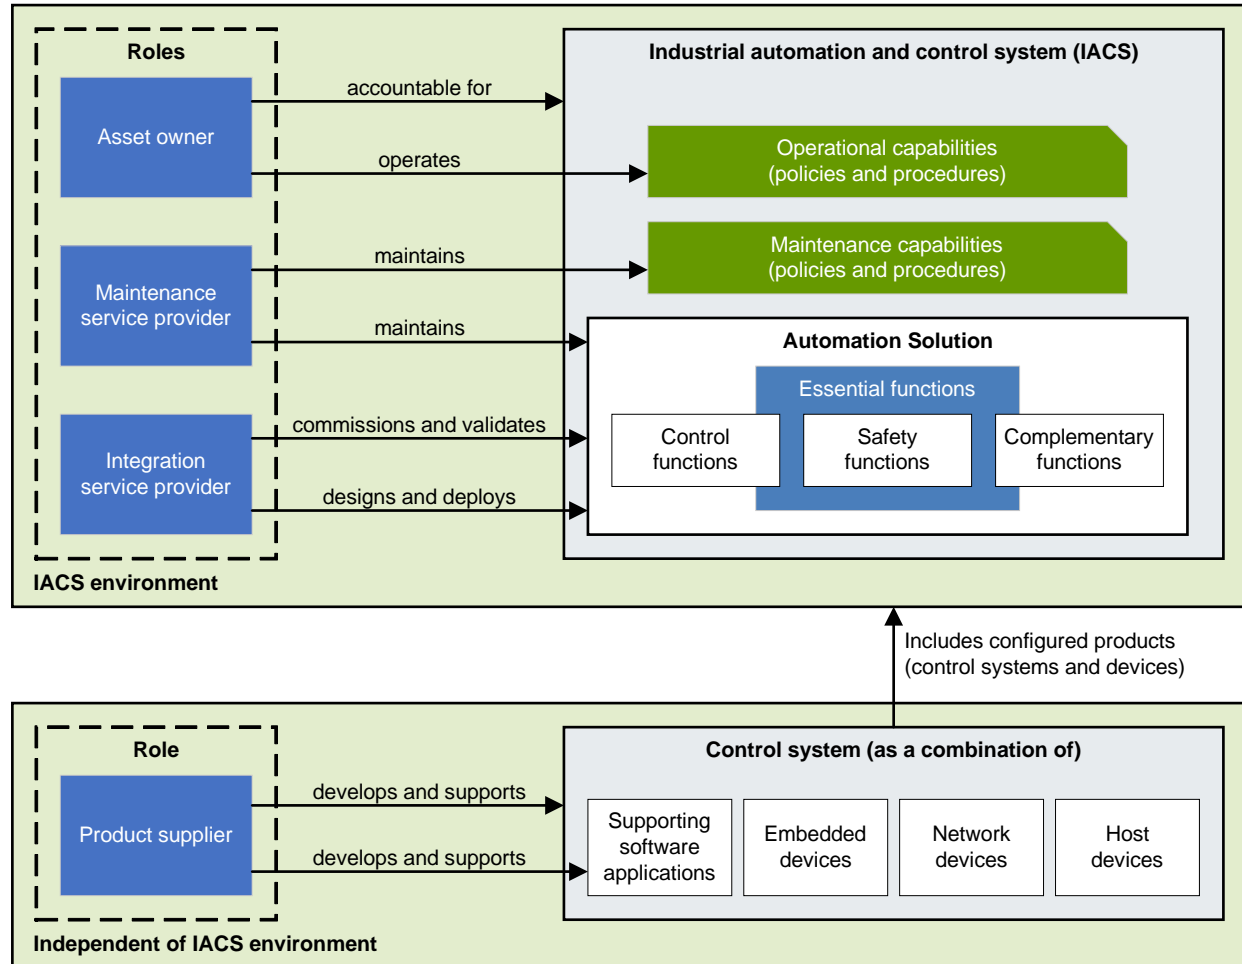 Roles
Industrial automation and control system (IACS)
Asset owner
accountable for
operates
Operational capabilities
(policies and procedures)
Maintenance
service provider
maintains
Maintenance capabilities
(policies and procedures)
maintains
Automation Solution
Essential functions
Control
functions
Safety
functions
Complementary
functions
Integration
service provider
commissions and validates
designs and deploys
IACS environment
Includes configured products
(control systems and devices)
Role
Control system (as a combination of)
Product supplier
develops and supports
develops and supports
Supporting
software
applications
Embedded
devices
Network
devices
Host
devices
Independent of IACS environment